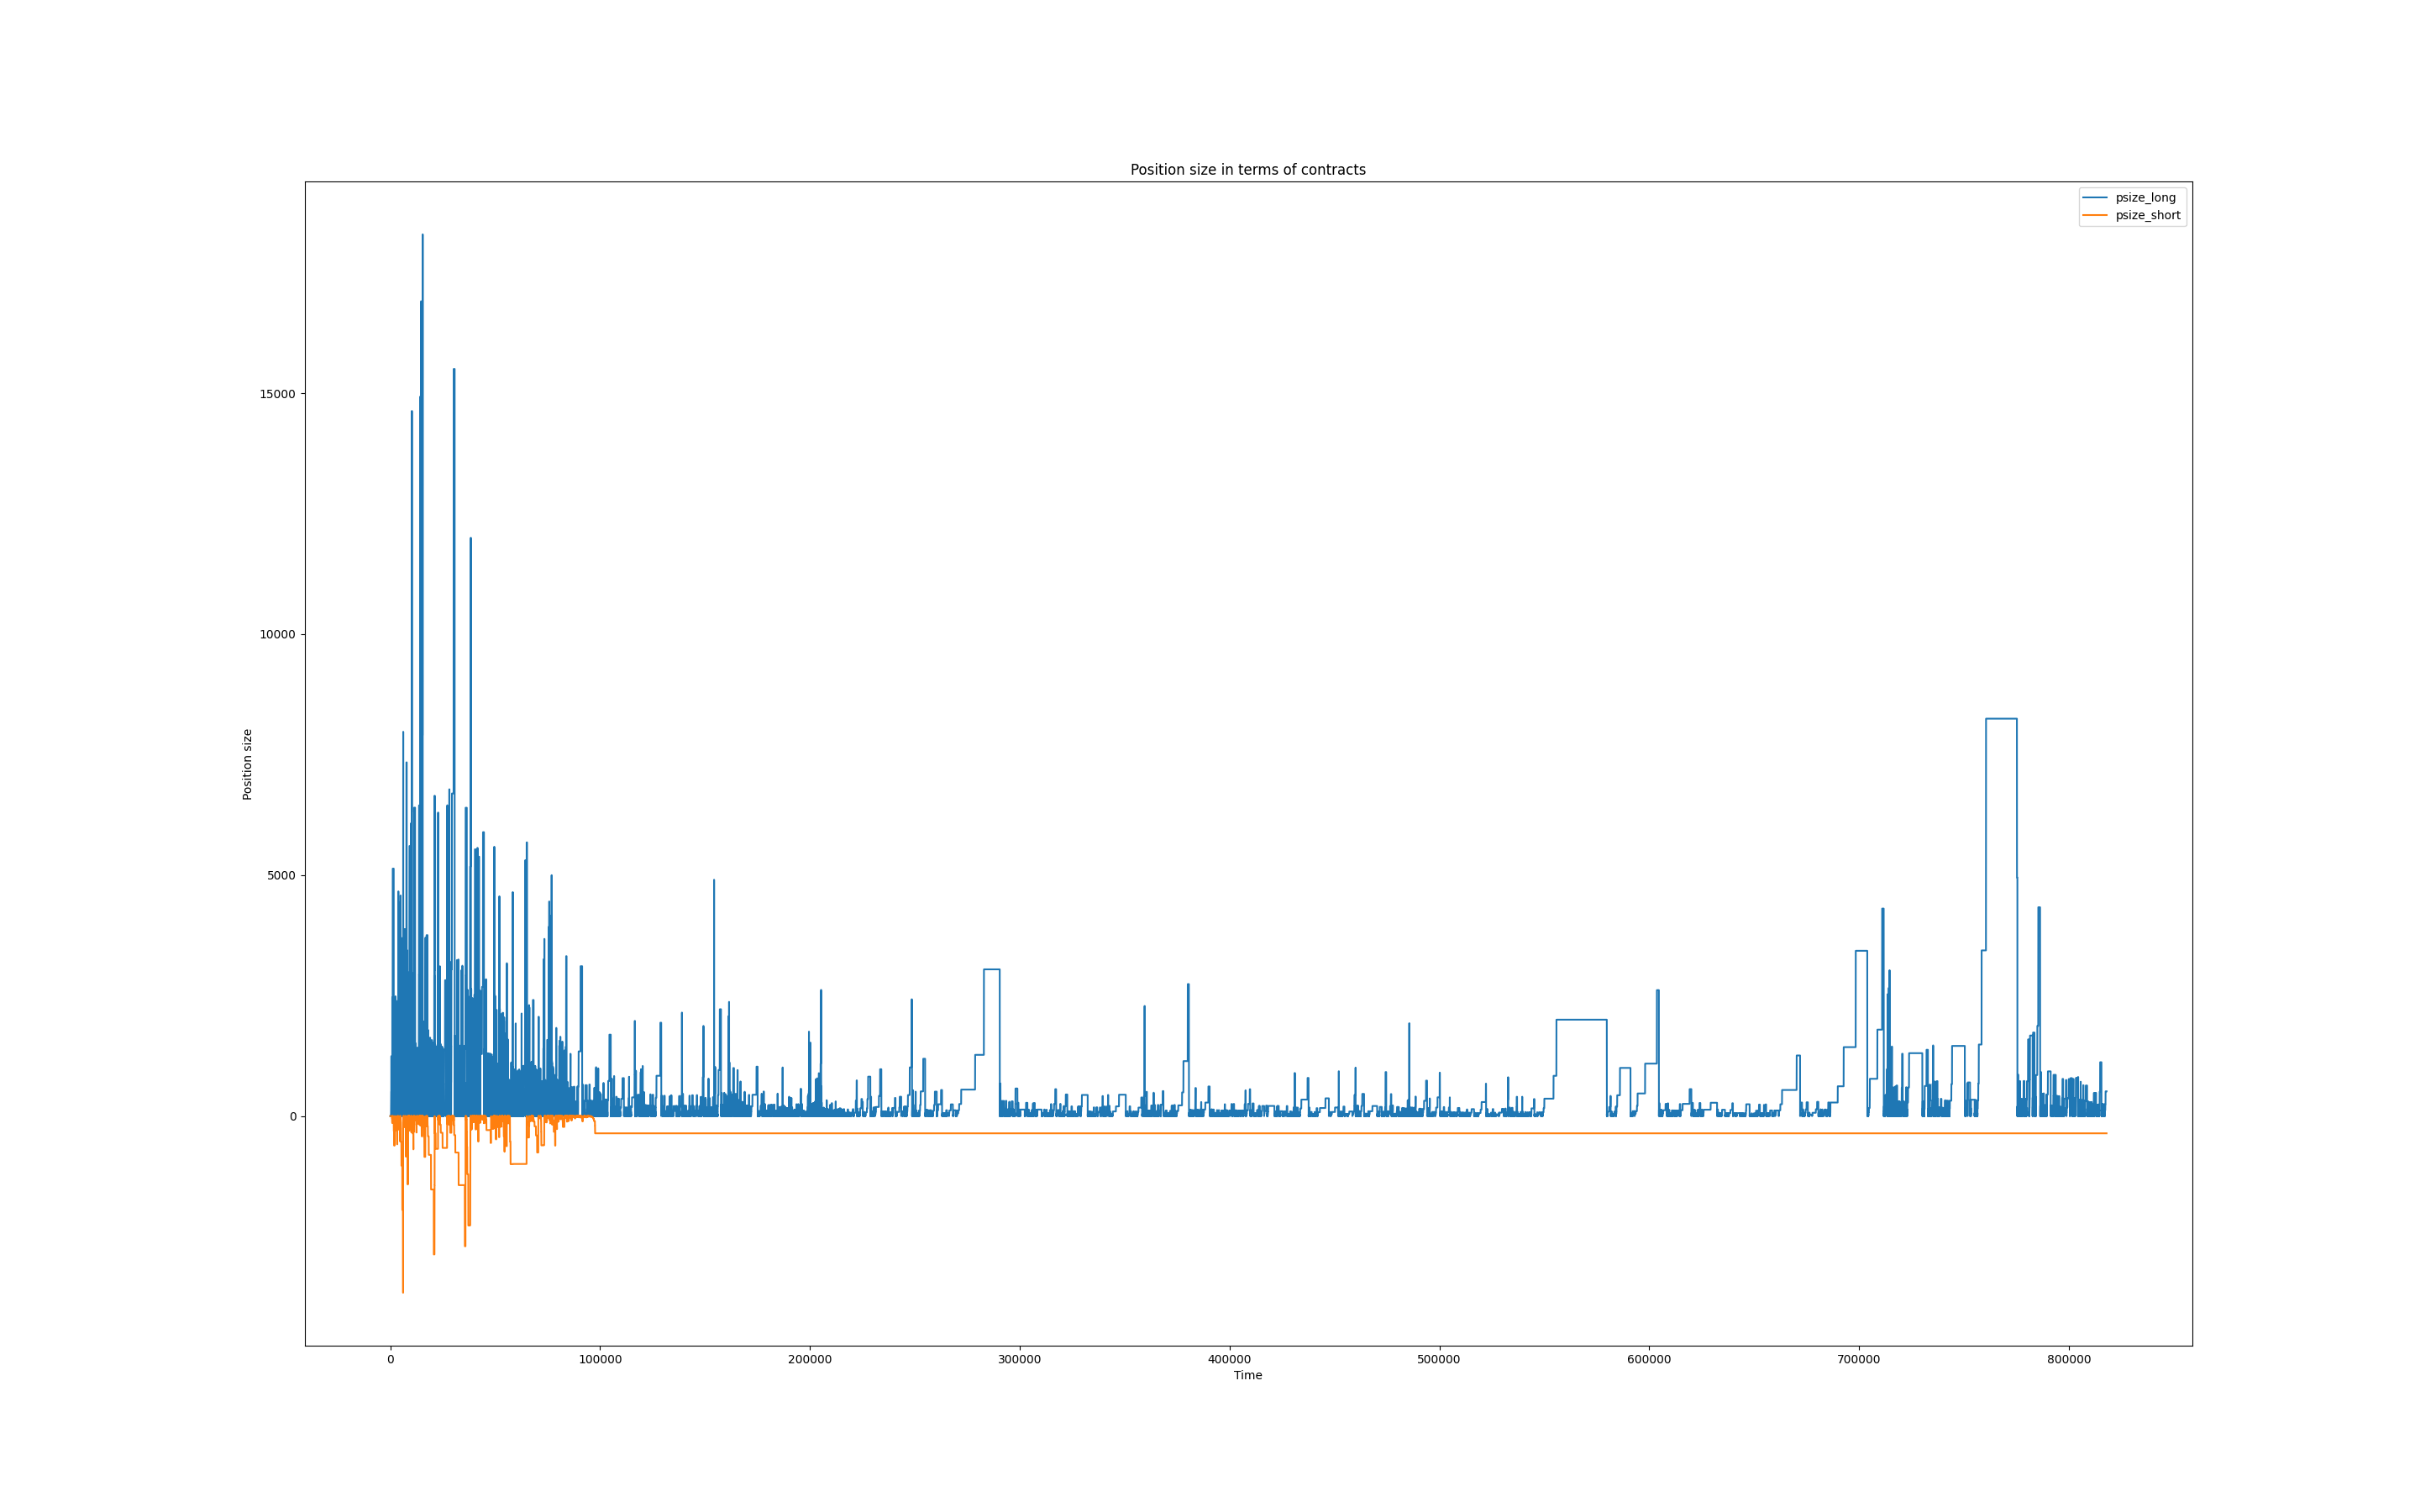 Position size in terms of contracts
psize_long
psize_short
15000
10000
5000
0
Position size
0 100000 200000 300000 400000 500000 600000 700000 800000
Time